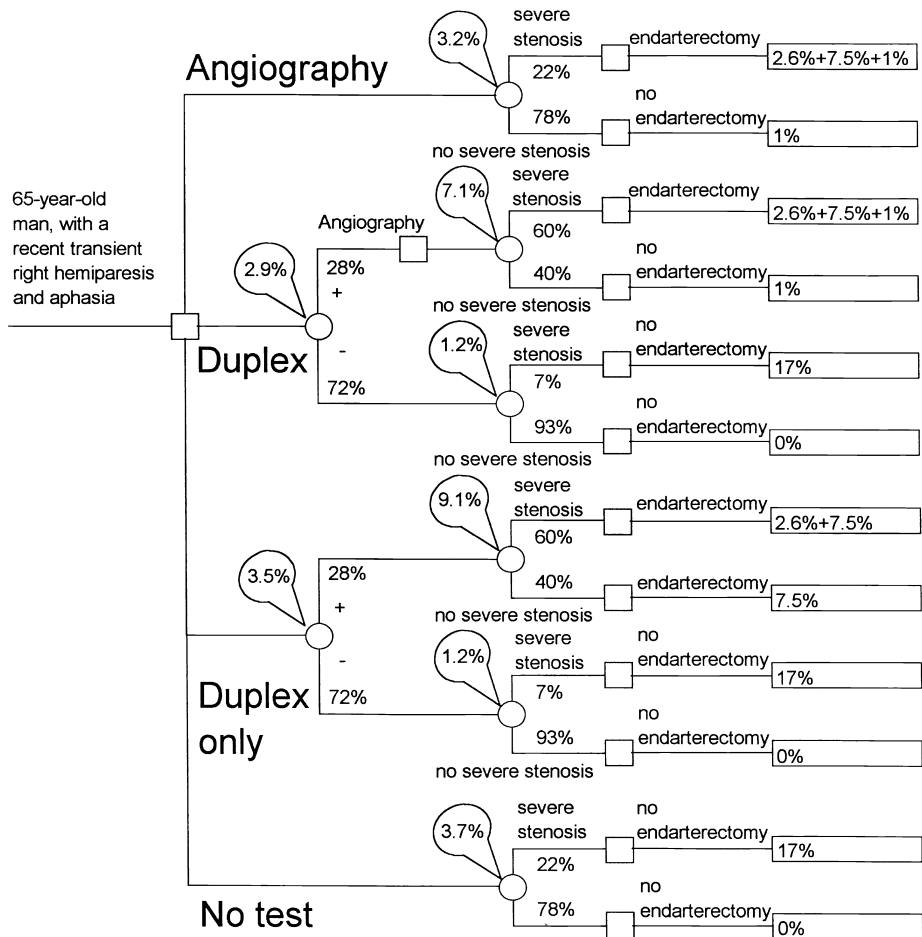 65-year-old
man, with a
recent transient
right hemiparesis
and aphasia
Angiography
3.2%
severe
stenosis
22%
endarterectomy
2.6%+7.5%+1%
78%
no
endarterectomy
1%
no severe stenosis
Duplex
2.9%
28%
+
Angiography
7.1%
severe
stenosis
60%
endarterectomy
2.6%+7.5%+1%
40%
no
endarterectomy
1%
no severe stenosis
-
72%
1.2%
severe
stenosis
7%
no
endarterectomy
17%
93%
no
endarterectomy
0%
no severe stenosis
Duplex
only
3.5%
28%
+
9.1%
severe
stenosis
60%
endarterectomy
2.6%+7.5%
40%
endarterectomy
7.5%
no severe stenosis
-
72%
1.2%
severe
stenosis
7%
no
endarterectomy
17%
93%
no
endarterectomy
0%
no severe stenosis
No test
3.7%
severe
stenosis
22%
no
endarterectomy
17%
78%
no
endarterectomy
0%